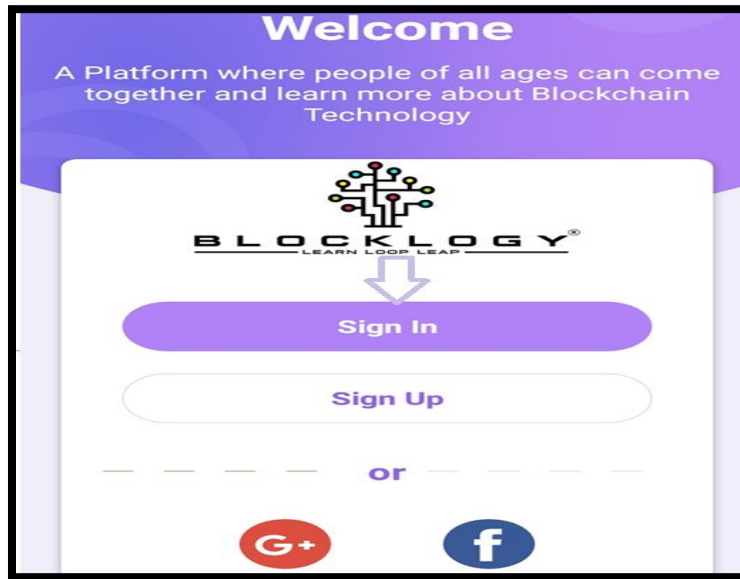 Welcome
A Platform where people of all ages can come
together and learn more about Blockchain
Technology
BLOCKLOGY®
LEARN LOOP LEAP
Sign In
Sign Up
or
G+ f